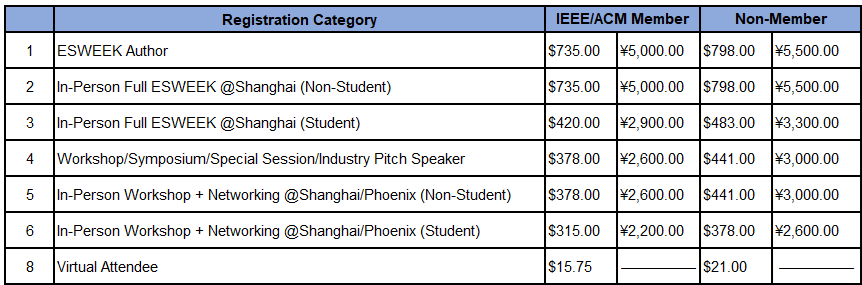 Registration Category IEEE/ACM Member Non-Member
1 ESWEEK Author $735.00 ¥5,000.00 $798.00 ¥5,500.00
2 In-Person Full ESWEEK @Shanghai (Non-Student) $735.00 ¥5,000.00 $798.00 ¥5,500.00
3 In-Person Full ESWEEK @Shanghai (Student) $420.00 ¥2,900.00 $483.00 ¥3,300.00
4 Workshop/Symposium/Special Session/Industry Pitch Speaker $378.00 ¥2,600.00 $441.00 ¥3,000.00
5 In-Person Workshop + Networking @Shanghai/Phoenix (Non-Student) $378.00 ¥2,600.00 $441.00 ¥3,000.00
6 In-Person Workshop + Networking @Shanghai/Phoenix (Student) $315.00 ¥2,200.00 $378.00 ¥2,600.00
8 Virtual Attendee $15.75 ——— $21.00 ———